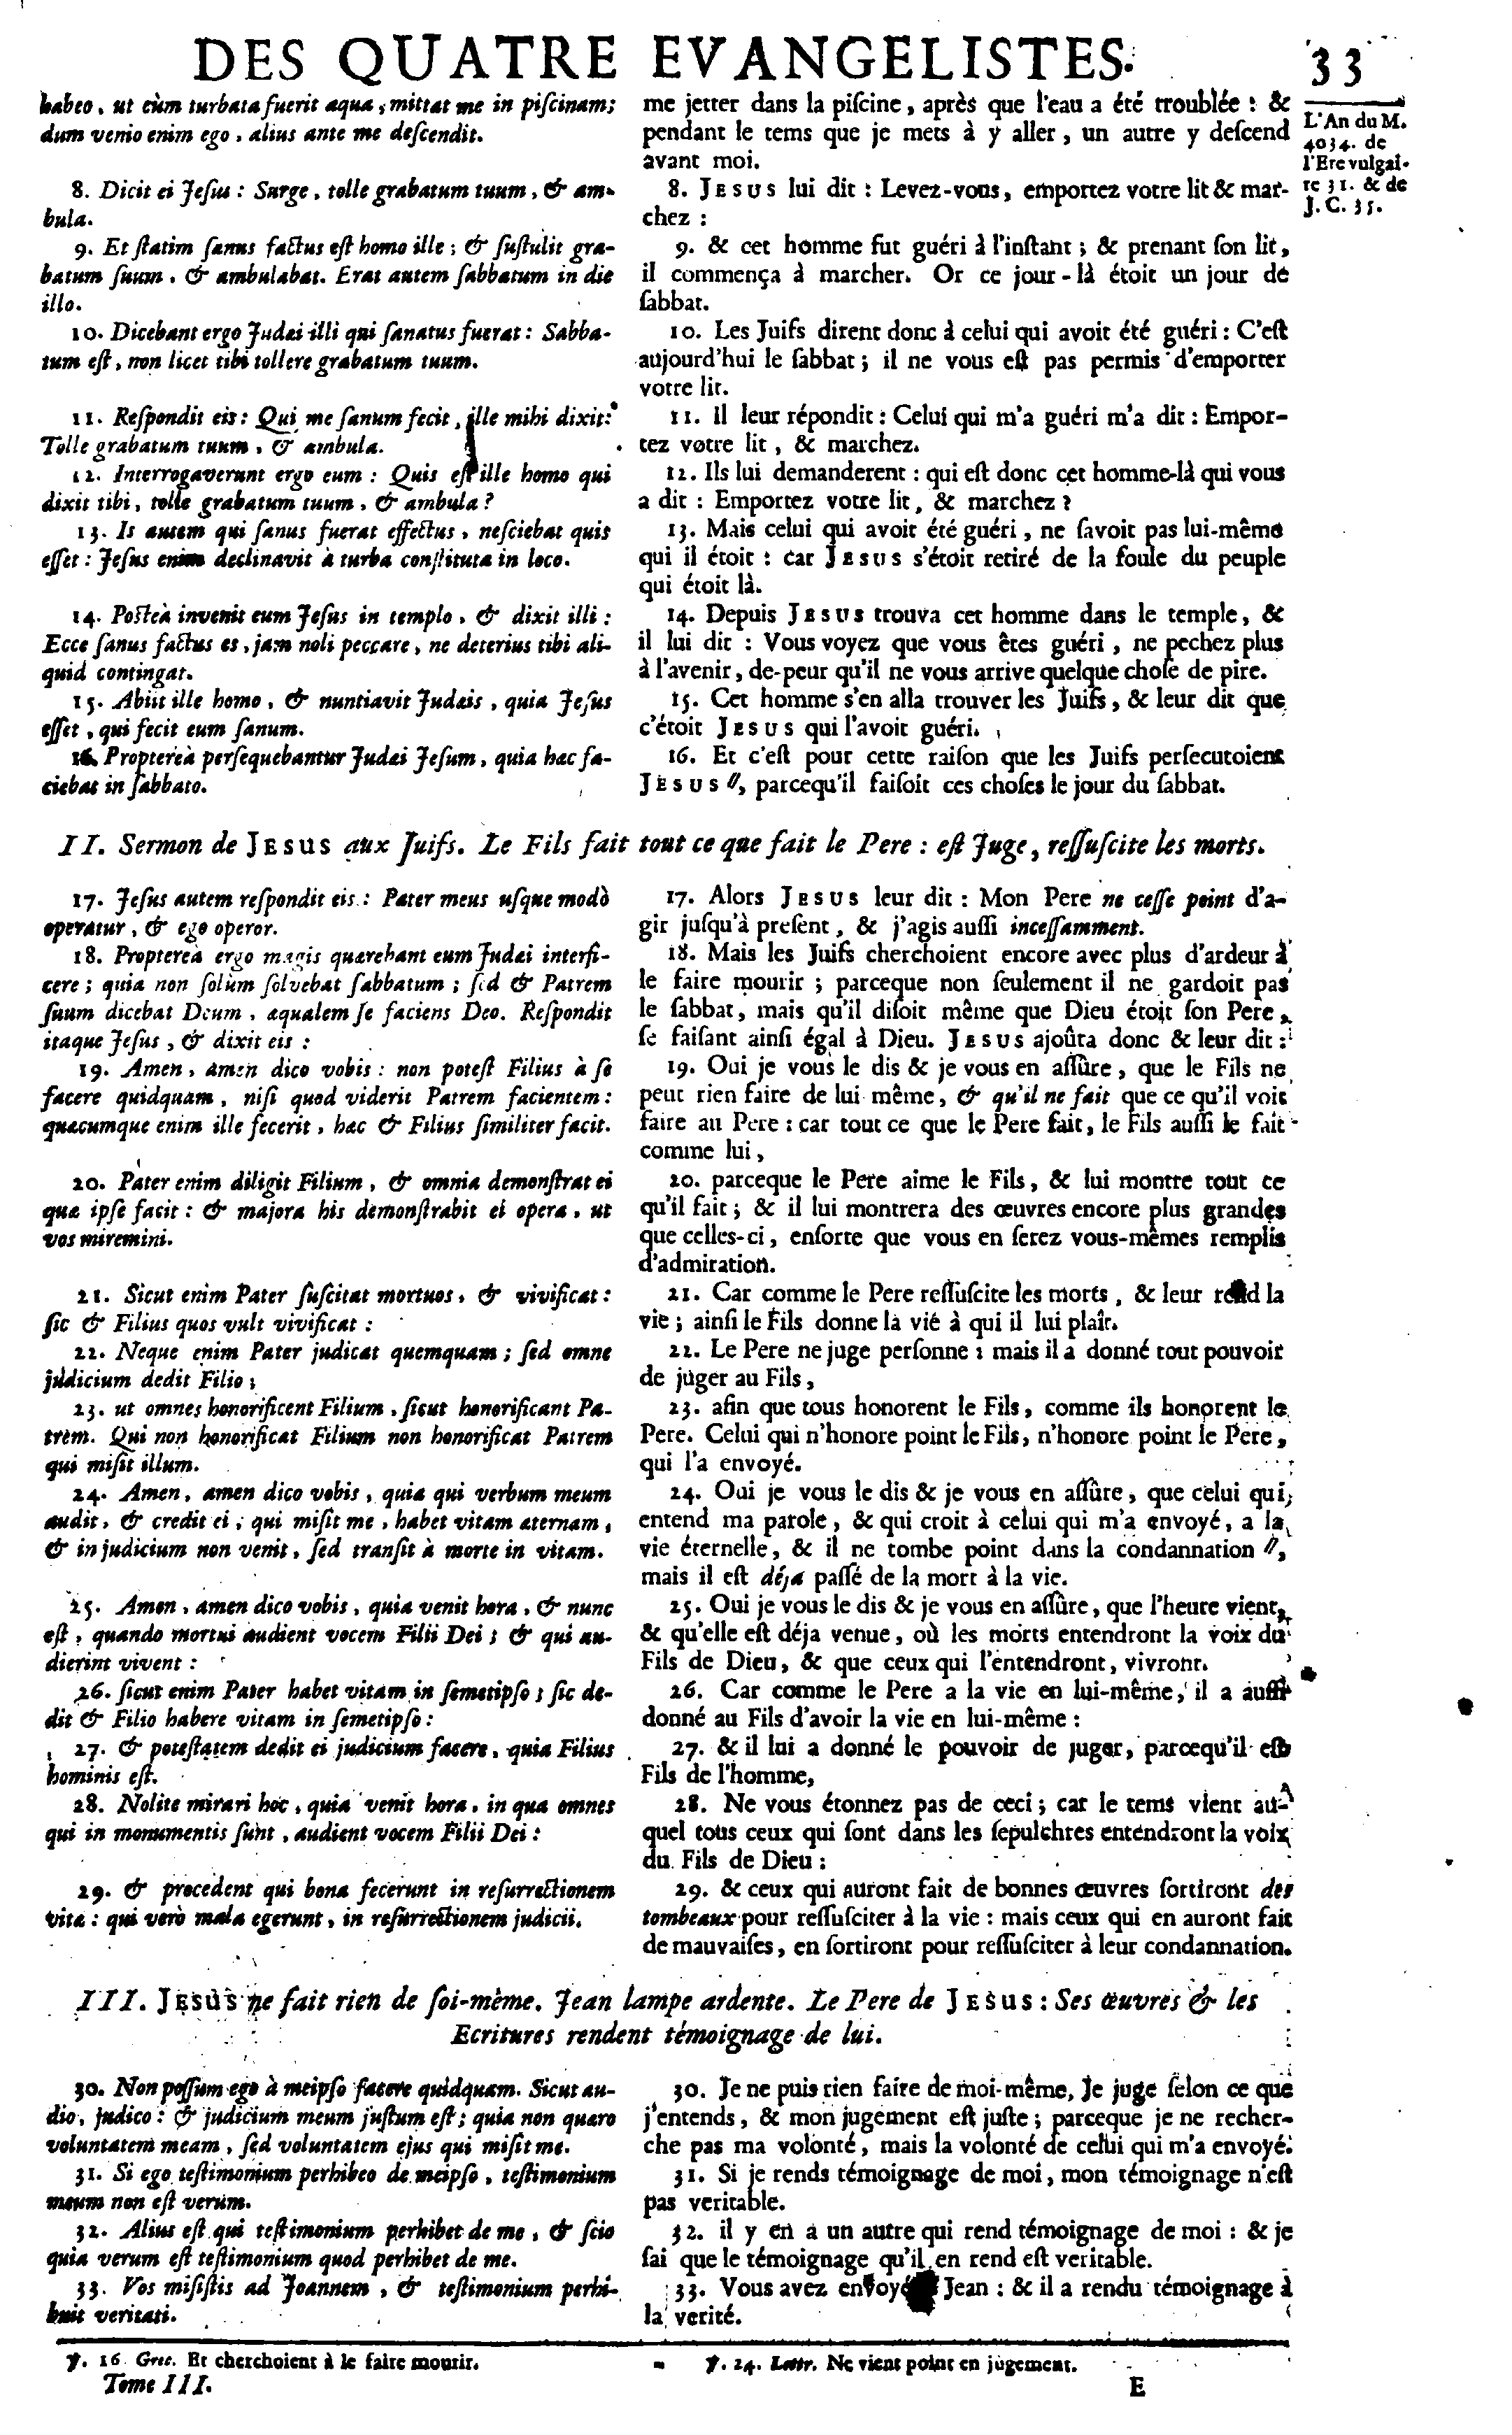 DES QUATRE EVANGELISTES.
33
L'An du M.
4034. de
l'Ere vulgai-
re 31. & de
J. C. 35.
habeo, ut cùm turbata fuerit aqua, mittat me in piſcinam;
dum venio enim ego, alius ante me deſcendit.
8. Dicit ei Jeſus : Surge, tolle grabatum tuum, & am-
bula.
9. Et ſtatim ſanus factus eſt homo ille ; & ſuſtulit gra-
batum ſuum, & ambulabat. Erat autem ſabbatum in die
illo.
10. Dicebant ergo Judæi illi qui ſanatus fuerat : Sabba-
tum eſt, non licet tibi tollere grabatum tuum.
11. Reſpondit eis : Qui me ſanum fecit, ille mihi dixit:
Tolle grabatum tuum, & ambula.
12. Interrogaverunt ergo eum : Quis eſt ille homo qui
dixit tibi, tolle grabatum tuum, & ambula ?
13. Is autem qui ſanus fuerat effectus, neſciebat quis
eſſet : Jeſus enim declinavit à turba conſtituta in loco.
14. Poſteà invenit eum Jeſus in templo, & dixit illi :
Ecce ſanus factus es, jam noli peccare, ne deterius tibi ali-
quid contingat.
15. Abiit ille homo, & nuntiavit Judæis, quia Jeſus
eſſet, qui fecit eum ſanum.
16. Proptereà perſequebantur Judæi Jeſum, quia hæc fa-
ciebat in ſabbato.
me jetter dans la piſcine, après que l'eau a été troublée : &
pendant le tems que je mets à y aller, un autre y deſcend
avant moi.
8. JESUS lui dit : Levez-vous, emportez votre lit & mar-
chez :
9. & cet homme fut guéri à l'inſtant ; & prenant ſon lit,
il commença à marcher. Or ce jour-là étoit un jour de
ſabbat.
10. Les Juifs dirent donc à celui qui avoit été guéri : C'eſt
aujourd'hui le ſabbat ; il ne vous eſt pas permis d'emporter
votre lit.
11. Il leur répondit : Celui qui m'a guéri m'a dit : Empor-
tez votre lit, & marchez.
12. Ils lui demanderent : qui eſt donc cet homme-là qui vous
a dit : Emportez votre lit, & marchez ?
13. Mais celui qui avoit été guéri, ne ſavoit pas lui-même
qui il étoit : car JESUS s'étoit retiré de la foule du peuple
qui étoit là.
14. Depuis JESUS trouva cet homme dans le temple, &
il lui dit : Vous voyez que vous êtes guéri, ne pechez plus
à l'avenir, de-peur qu'il ne vous arrive quelque choſe de pire.
15. Cet homme s'en alla trouver les Juifs, & leur dit que
c'étoit JESUS qui l'avoit guéri.
16. Et c'eſt pour cette raiſon que les Juifs perſecutoient
JESUS //, parcequ'il faiſoit ces choſes le jour du ſabbat.
II. Sermon de JESUS aux Juifs. Le Fils fait tout ce que fait le Pere : eſt Juge, reſſuſcite les morts.
17. Jeſus autem reſpondit eis : Pater meus uſque modò
operatur, & ego operor.
18. Proptereà ergo magis quærebant eum Judæi interfi-
cere ; quia non ſolùm ſolvebat ſabbatum ; ſed & Patrem
ſuum dicebat Deum, æqualem ſe faciens Deo. Reſpondit
itaque Jeſus, & dixit eis :
19. Amen, amen dico vobis : non poteſt Filius à ſe
facere quidquam, niſi quod viderit Patrem facientem :
quæcumque enim ille fecerit, hæc & Filius ſimiliter facit.
20. Pater enim diligit Filium, & omnia demonſtrat ei
quæ ipſe facit : & majora his demonſtrabit ei opera, ut
vos miremini.
21. Sicut enim Pater ſuſcitat mortuos, & vivificat :
ſic & Filius quos vult vivificat :
22. Neque enim Pater judicat quemquam ; ſed omne
judicium dedit Filio ;
23. ut omnes honorificent Filium, ſicut honorificant Pa-
trem. Qui non honorificat Filium non honorificat Patrem
qui miſit illum.
24. Amen, amen dico vobis, quia qui verbum meum
audit, & credit ei, qui miſit me, habet vitam æternam,
& in judicium non venit, ſed tranſit à morte in vitam.
25. Amen, amen dico vobis, quia venit hora, & nunc
eſt, quando mortui audient vocem Filii Dei ; & qui au-
dierint vivent :
26. ſicut enim Pater habet vitam in ſemetipſo ; ſic de-
dit & Filio habere vitam in ſemetipſo :
27. & poteſtatem dedit ei judicium facere, quia Filius
hominis eſt.
28. Nolite mirari hoc, quia venit hora, in qua omnes
qui in monumentis ſunt, audient vocem Filii Dei :
29. & procedent qui bona fecerunt in reſurrectionem
vitæ : qui verò mala egerunt, in reſurrectionem judicii.
17. Alors JESUS leur dit : Mon Pere ne ceſſe point d'a-
gir juſqu'à preſent, & j'agis auſſi inceſſamment.
18. Mais les Juifs cherchoient encore avec plus d'ardeur à
le faire mourir ; parceque non ſeulement il ne gardoit pas
le ſabbat, mais qu'il diſoit même que Dieu étoit ſon Pere,
ſe faiſant ainſi égal à Dieu. JESUS ajoûta donc & leur dit :
19. Oui je vous le dis & je vous en aſſûre, que le Fils ne
peut rien faire de lui même, & qu'il ne fait que ce qu'il voit
faire au Pere : car tout ce que le Pere fait, le Fils auſſi le fait
comme lui,
20. parceque le Pere aime le Fils, & lui montre tout ce
qu'il fait ; & il lui montrera des œuvres encore plus grandes
que celles-ci, enſorte que vous en ſerez vous-mêmes remplis
d'admiration.
21. Car comme le Pere reſſuſcite les morts, & leur rend la
vie ; ainſi le Fils donne la vie à qui il lui plaît.
22. Le Pere ne juge perſonne : mais il a donné tout pouvoir
de juger au Fils,
23. afin que tous honorent le Fils, comme ils honorent le
Pere. Celui qui n'honore point le Fils, n'honore point le Pere,
qui l'a envoyé.
24. Oui je vous le dis & je vous en aſſûre, que celui qui
entend ma parole, & qui croit à celui qui m'a envoyé, a la
vie éternelle, & il ne tombe point dans la condannation //,
mais il eſt déja paſſé de la mort à la vie.
25. Oui je vous le dis & je vous en aſſûre, que l'heure vient,
& qu'elle eſt déja venue, où les morts entendront la voix du
Fils de Dieu, & que ceux qui l'entendront, vivront.
26. Car comme le Pere a la vie en lui-même, il a auſſi
donné au Fils d'avoir la vie en lui-même :
27. & il lui a donné le pouvoir de juger, parcequ'il eſt
Fils de l'homme,
28. Ne vous étonnez pas de ceci ; car le tems vient au-
quel tous ceux qui ſont dans les ſepulchres entendront la voix
du Fils de Dieu :
29. & ceux qui auront fait de bonnes œuvres ſortiront des
tombeaux pour reſſuſciter à la vie : mais ceux qui en auront fait
de mauvaiſes, en ſortiront pour reſſuſciter à leur condannation.
III. JESUS ne fait rien de ſoi-mème. Jean lampe ardente. Le Pere de JESUS : Ses œuvres & les
Ecritures rendent témoignage de lui.
30. Non poſſum ego à meipſo facere quidquam. Sicut au-
dio, judico : & judicium meum juſtum eſt ; quia non quæro
voluntatem meam, ſed voluntatem ejus qui miſit me.
31. Si ego teſtimonium perhibeo de meipſo, teſtimonium
meum non eſt verum.
32. Alius eſt qui teſtimonium perhibet de me, & ſcio
quia verum eſt teſtimonium quod perhibet de me.
33. Vos miſiſtis ad Joannem, & teſtimonium perhi-
buit veritati.
30. Je ne puis rien faire de moi-même, Je juge ſelon ce que
j'entends, & mon jugement eſt juſte ; parceque je ne recher-
che pas ma volonté, mais la volonté de celui qui m'a envoyé.
31. Si je rends témoignage de moi, mon témoignage n'eſt
pas veritable.
32. il y en a un autre qui rend témoignage de moi : & je
ſai que le témoignage qu'il en rend eſt veritable.
33. Vous avez envoyé Jean : & il a rendu témoignage à
la verité.
℣. 16 Grec. Et cherchoient à le faire mourir.
℣. 24. Lettr. Ne vient point en jugement.
Tome III.
E